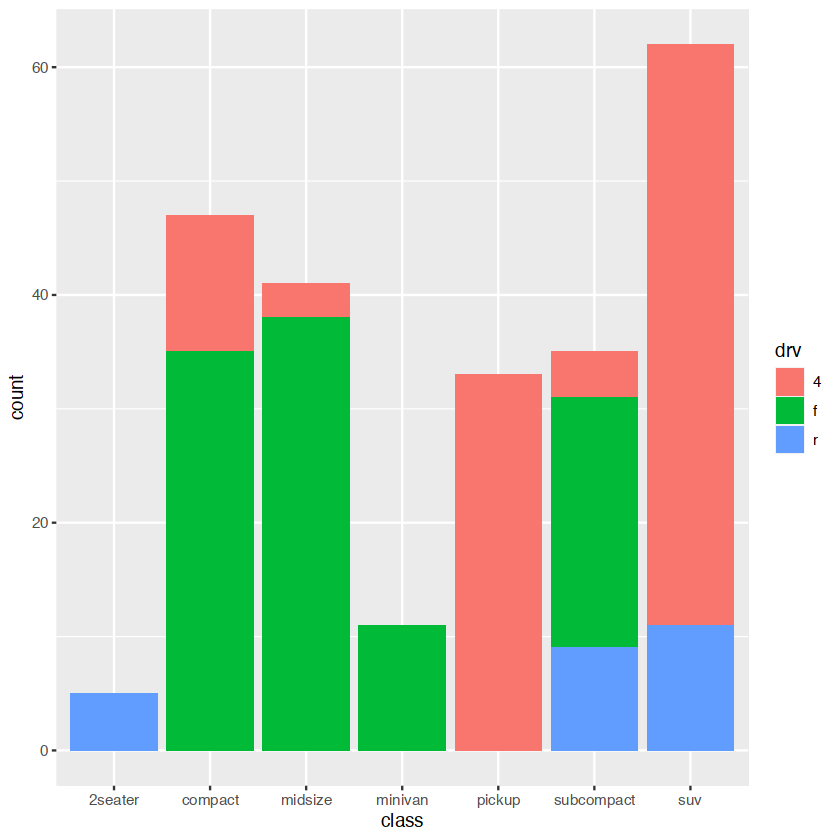 60
40
20
0
count
2seater compact midsize minivan pickup subcompact suv
class
drv
4
f
r